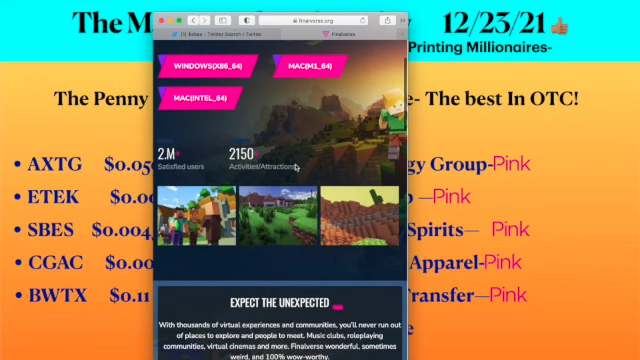 The M
12/23/21👍🏽
Printing Millionaires-
finalverse.org
Twitter Search / Twitter
Finalverse
WINDOWS(X86_64)
MAC(M1_64)
MAC(INTEL_64)
The Penny
e- The best In OTC!
2.M+
2150+
Satisfied users
Activities/Attractions
• AXTG $0.05
gy Group-Pink
• ETEK $0.0
—Pink
• SBES $0.004
Spirits— Pink
• CGAC $0.00
Apparel-Pink
• BWTX $0.11
Transfer—Pink
EXPECT THE UNEXPECTED
With thousands of virtual experiences and communities, you'll never run out
of places to explore and people to meet. Music clubs, roleplaying
communities, virtual cinemas and more. Finalverse wonderful, sometimes
weird, and 100% wow-worthy.